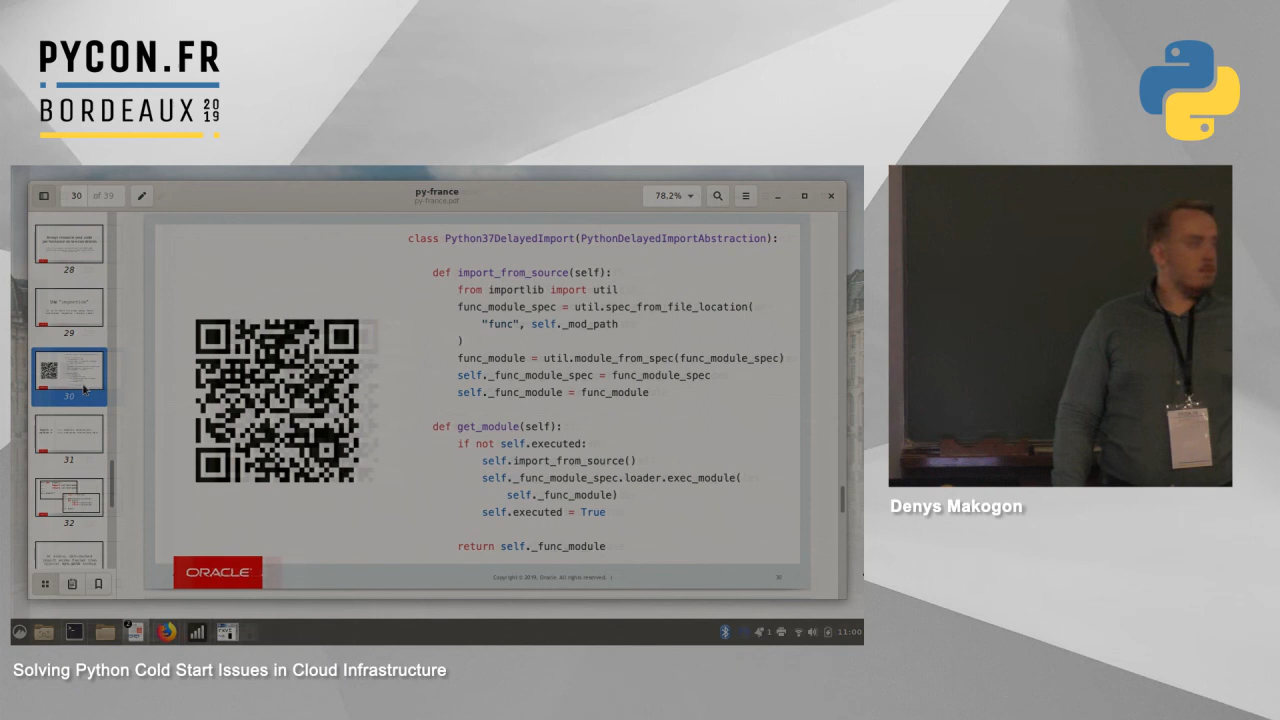 PYCON.FR
BORDEAUX 2019
30 of 39
py-france
py-france.pdf
78,2%
28
29
30
31
32
class Python37DelayedImport(PythonDelayedImportAbstraction):
def import_from_source(self):
from importlib import util
func_module_spec = util.spec_from_file_location(
"func", self._mod_path
)
func_module = util.module_from_spec(func_module_spec)
self._func_module_spec = func_module_spec
self._func_module = func_module
def get_module(self):
if not self.executed:
self.import_from_source()
self._func_module_spec.loader.exec_module(
self._func_module)
self.executed = True
return self._func_module
ORACLE
Copyright © 2019, Oracle. All rights reserved. |
30
1
11:00
Denys Makogon
Solving Python Cold Start Issues in Cloud Infrastructure